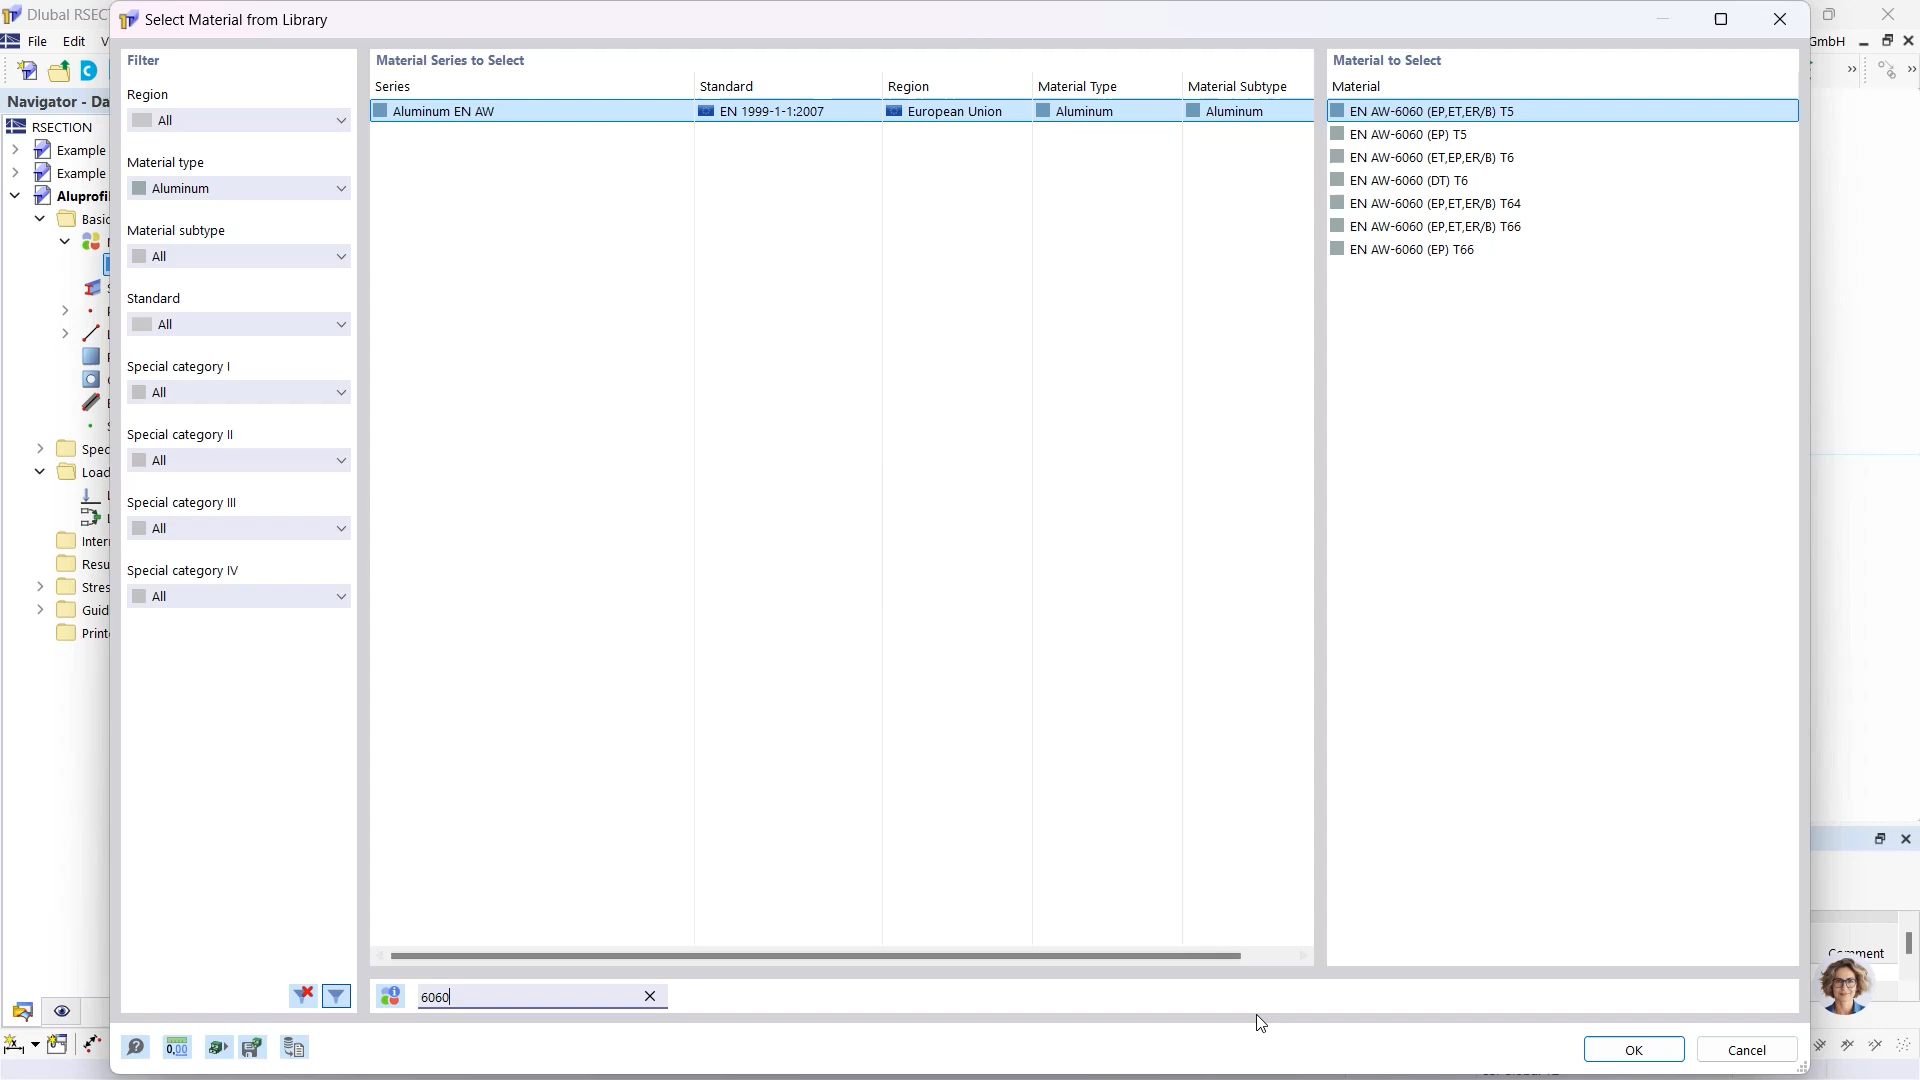 Dlubal RSEC
Select Material from Library
File Edit V
GmbH
Navigator - Da
RSECTION
Example
Example
Aluprofi
Basic
Spec
Load
Intern
Resu
Stres
Guid
Print
Filter
Region
All
Material type
Aluminum
Material subtype
All
Standard
All
Special category I
All
Special category II
All
Special category III
All
Special category IV
All
Material Series to Select
Series Standard Region Material Type Material Subtype
Aluminum EN AW EN 1999-1-1:2007 European Union Aluminum Aluminum
6060
Material to Select
Material
EN AW-6060 (EP,ET,ER/B) T5
EN AW-6060 (EP) T5
EN AW-6060 (ET,EP,ER/B) T6
EN AW-6060 (DT) T6
EN AW-6060 (EP,ET,ER/B) T64
EN AW-6060 (EP,ET,ER/B) T66
EN AW-6060 (EP) T66
Comment
0,00
OK Cancel